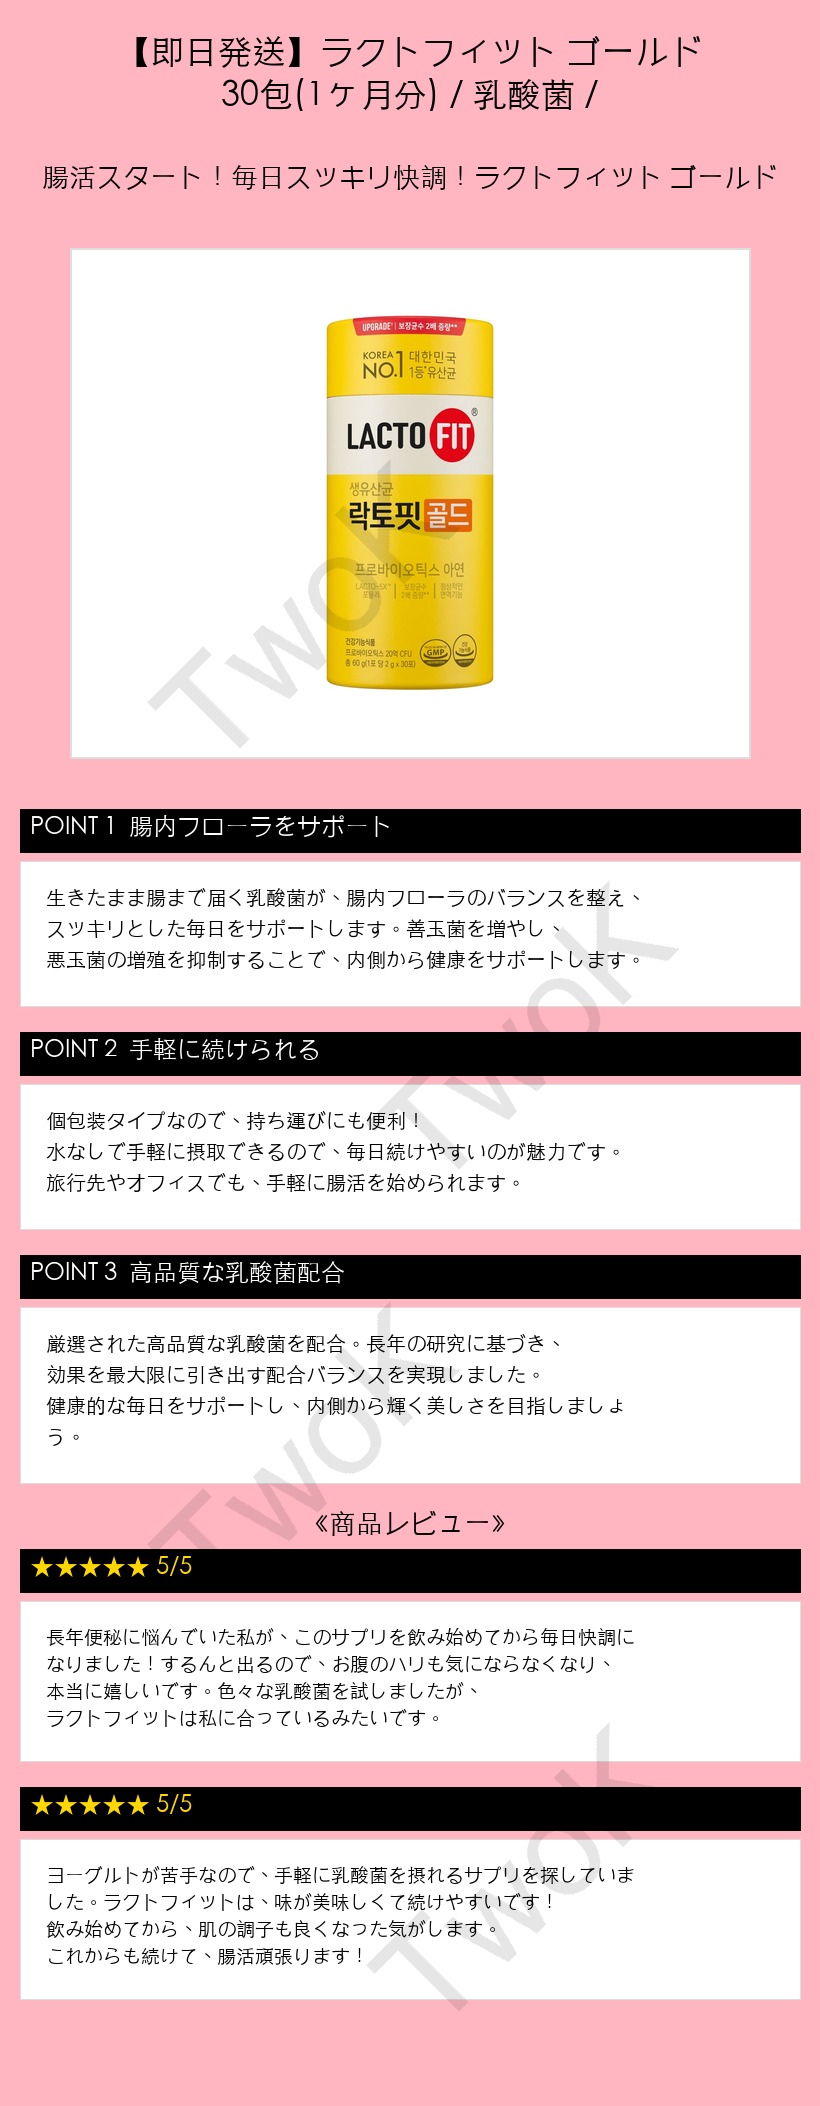 【即日発送】ラクトフィット ゴールド
30包(1ケ月分) / 乳酸菌 /
腸活スタート！毎日スッキリ快調！ラクトフィット ゴールド
UPGRADE* | 보장균수 2배 증량**
KOREA NO.1 대한민국
1등*유산균
LACTO FIT ®
생유산균
락토핏 골드
프로바이오틱스 아연
LACTO-5X™ 포뮬러 | 보장균수 2배 증량** | 정상적인 면역기능
건강기능식품
프로바이오틱스 20억 CFU
총 60 g(1포 당 2 g x 30포)
GMP
TwoK
POINT 1 腸内フローラをサポート
生きたまま腸まで届く乳酸菌が、腸内フローラのバランスを整え、
スッキリとした毎日をサポートします。善玉菌を増やし、
悪玉菌の増殖を抑制することで、内側から健康をサポートします。
TwoK
POINT 2 手軽に続けられる
個包装タイプなので、持ち運びにも便利！
水なしで手軽に摂取できるので、毎日続けやすいのが魅力です。
旅行先やオフィスでも、手軽に腸活を始められます。
POINT 3 高品質な乳酸菌配合
厳選された高品質な乳酸菌を配合。長年の研究に基づき、
効果を最大限に引き出す配合バランスを実現しました。
健康的な毎日をサポートし、内側から輝く美しさを目指しましょ
う。
TwoK
《商品レビュー》
★★★★★ 5/5
長年便秘に悩んでいた私が、このサプリを飲み始めてから毎日快調に
なりました！するんと出るので、お腹のハリも気にならなくなり、
本当に嬉しいです。色々な乳酸菌を試しましたが、
ラクトフィットは私に合っているみたいです。
★★★★★ 5/5
ヨーグルトが苦手なので、手軽に乳酸菌を摂れるサプリを探していま
した。ラクトフィットは、味が美味しくて続けやすいです！
飲み始めてから、肌の調子も良くなった気がします。
これからも続けて、腸活頑張ります！
TwoK